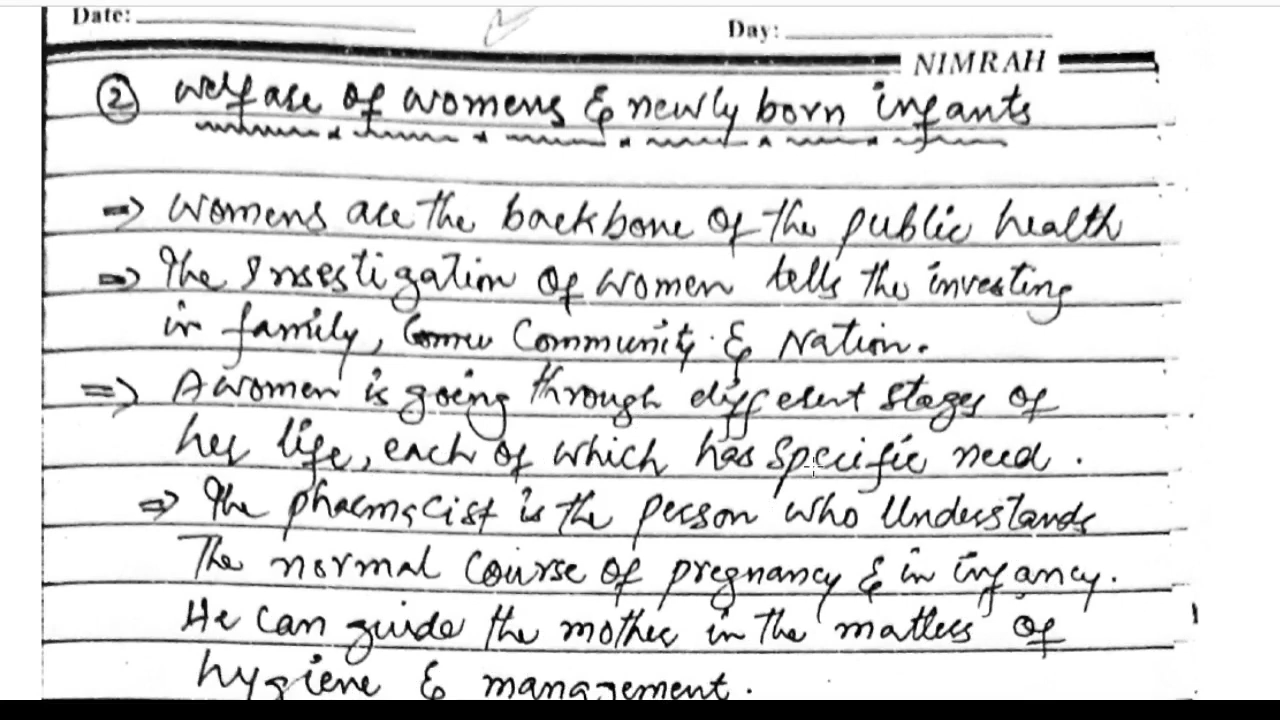 Date:
Day:
NIMRAH
② welfare of womens & newly born infants
=> womens are the backbone of the public health
=> The Insestigation of women tells the investing
in family, Community & Nation.
=> A women is going through different stages of
her life, each of which has specific need.
=> The pharmacist is the person who Understands
The normal course of pregnancy & in infancy.
He can guide the mother in the matters of
hygiene & management.